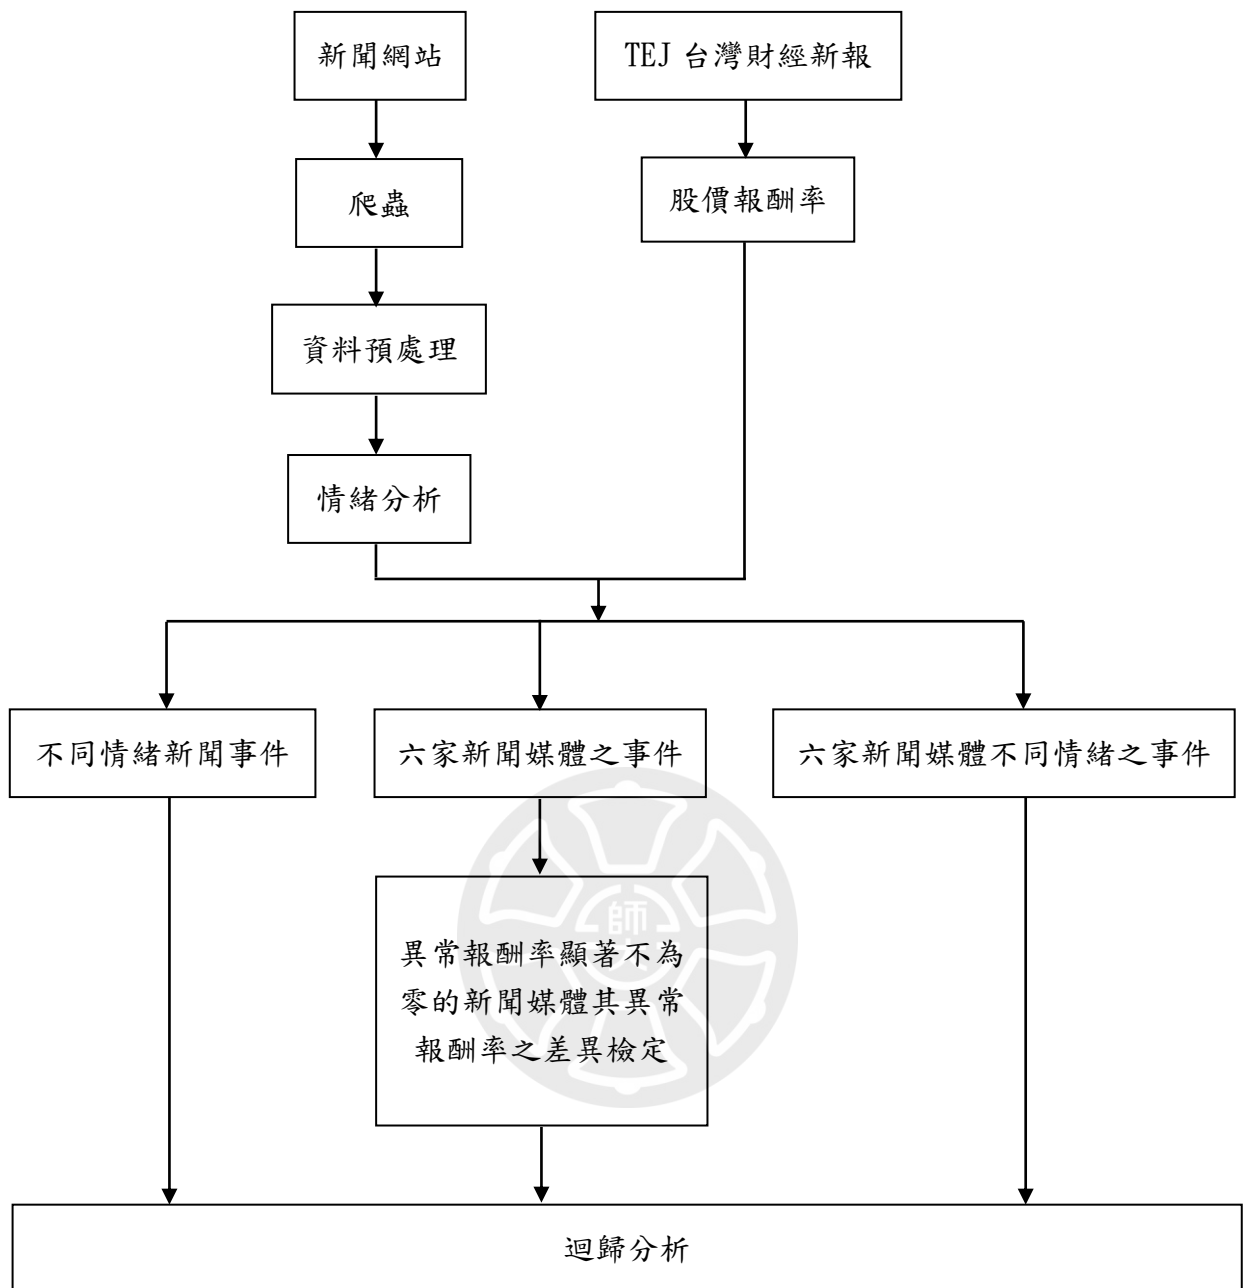 新聞網站
TEJ 台灣財經新報
爬蟲
股價報酬率
資料預處理
情緒分析
不同情緒新聞事件
六家新聞媒體之事件
六家新聞媒體不同情緒之事件
師
異常報酬率顯著不為
零的新聞媒體其異常
報酬率之差異檢定
迴歸分析